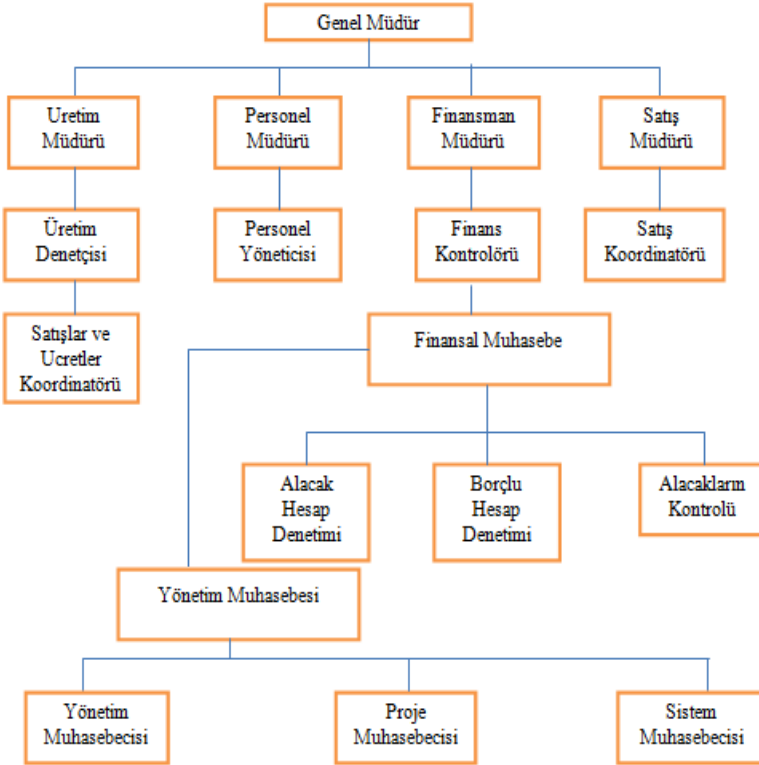 Genel Müdür
Uretim
Müdürü
Personel
Müdürü
Finansman
Müdürü
Satış
Müdürü
Üretim
Denetçisi
Personel
Yöneticisi
Finans
Kontrolörü
Satış
Koordinatörü
Satışlar ve
Ucretler
Koordinatörü
Finansal Muhasebe
Alacak
Hesap
Denetimi
Borçlu
Hesap
Denetimi
Alacakların
Kontrolü
Yönetim Muhasebesi
Yönetim
Muhasebecisi
Proje
Muhasebecisi
Sistem
Muhasebecisi